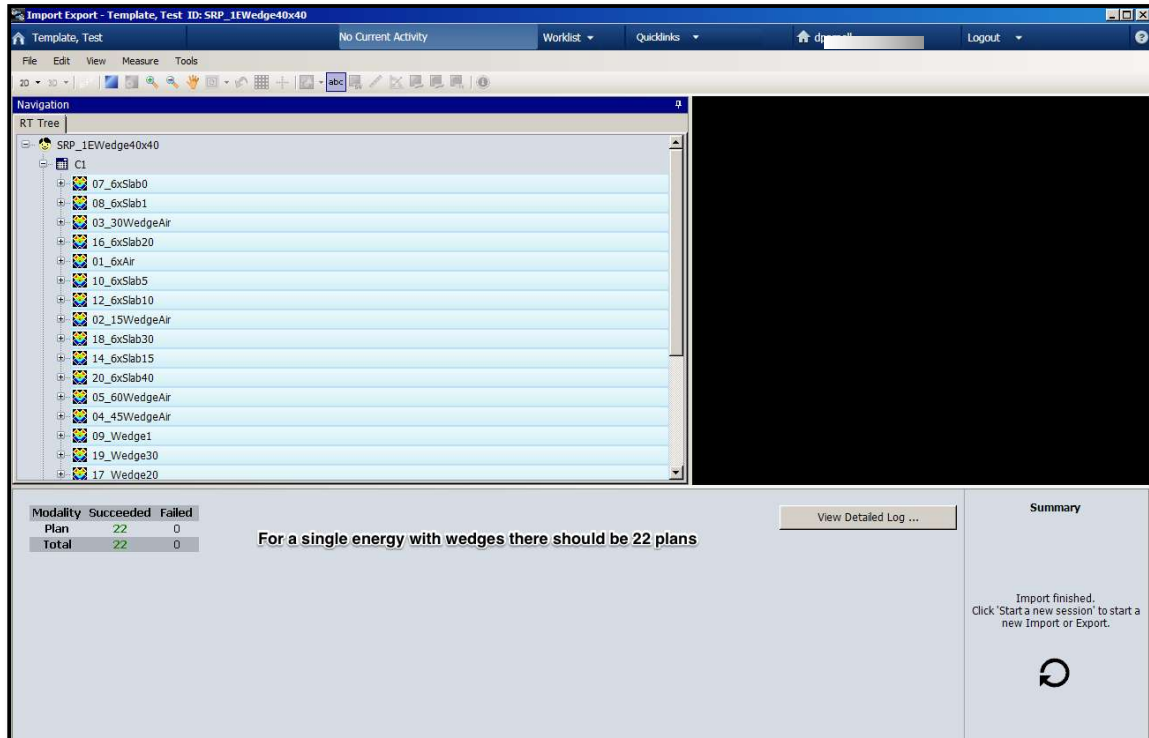 Import Export - Template, Test ID: SRP_1EWedge40x40
Template, Test No Current Activity Worklist Quicklinks Logout
File Edit View Measure Tools
2D 3D abc
Navigation
RT Tree
SRP_1EWedge40x40
C1
07_6xSlab0
08_6xSlab1
03_30WedgeAir
16_6xSlab20
01_6xAir
10_6xSlab5
12_6xSlab10
02_15WedgeAir
18_6xSlab30
14_6xSlab15
20_6xSlab40
05_60WedgeAir
04_45WedgeAir
09_Wedge1
19_Wedge30
17_Wedge20
Modality Succeeded Failed
Plan 22 0
Total 22 0
For a single energy with wedges there should be 22 plans
View Detailed Log ...
Summary
Import finished.
Click 'Start a new session' to start a
new Import or Export.